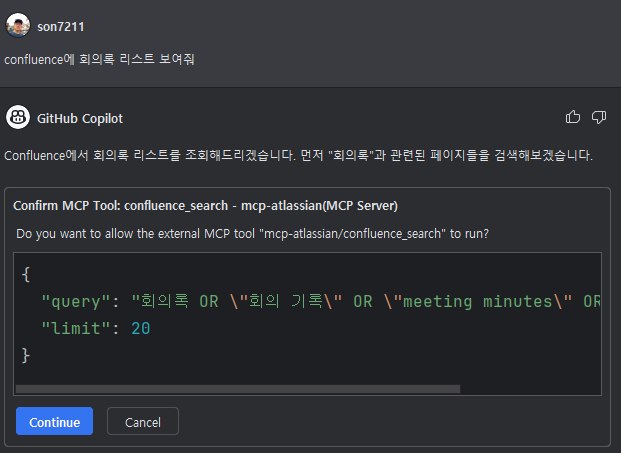 son7211
confluence에 회의록 리스트 보여줘
GitHub Copilot
Confluence에서 회의록 리스트를 조회해드리겠습니다. 먼저 "회의록"과 관련된 페이지들을 검색해보겠습니다.
Confirm MCP Tool: confluence_search - mcp-atlassian(MCP Server)
Do you want to allow the external MCP tool "mcp-atlassian/confluence_search" to run?
{
"query": "회의록 OR \"회의 기록\" OR \"meeting minutes\" OR
"limit": 20
}
Continue
Cancel